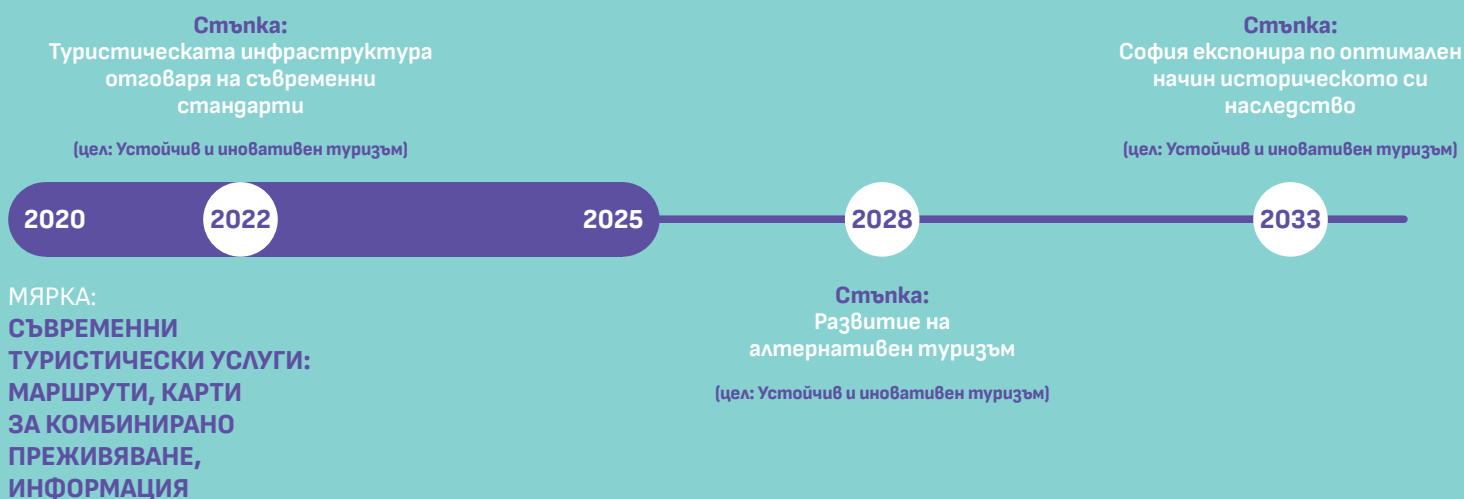 Стъпка:
Туристическата инфраструктура
отговаря на съвременни
стандарти
(цел: Устойчив и иновативен туризъм)
Стъпка:
София експонира по оптимален
начин историческото си
наследство
(цел: Устойчив и иновативен туризъм)
2020 2022 2025 2028 2033
МЯРКА:
СЪВРЕМЕННИ
ТУРИСТИЧЕСКИ УСЛУГИ:
МАРШРУТИ, КАРТИ
ЗА КОМБИНИРАНО
ПРЕЖИВЯВАНЕ,
ИНФОРМАЦИЯ
Стъпка:
Развитие на
алтернативен туризъм
(цел: Устойчив и иновативен туризъм)